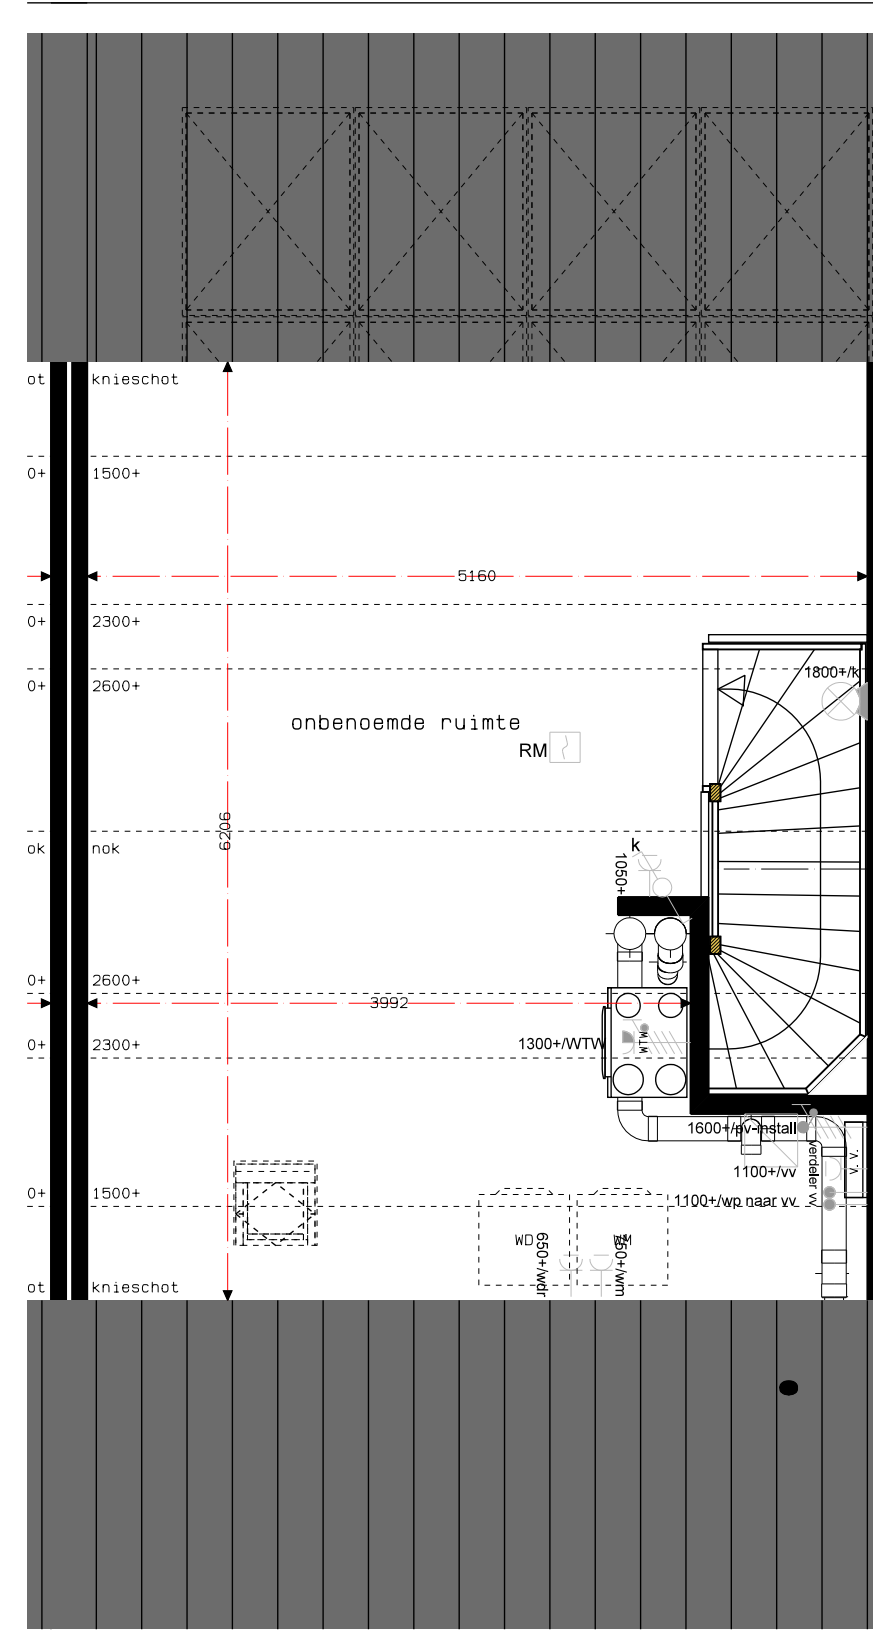 ot
knieschot
0+
1500+
5160
0+
2300+
0+
2600+
1800+/k
onbenoemde ruimte
RM
6206
ok
nok
k
1050+
0+
2600+
3992
0+
2300+
1300+/WTW
WTW
1600+/pv-install
verdeler vv
v.v.
1100+/vv
0+
1500+
1100+/wp naar vv
WD
650+/wdr
WM
650+/wm
ot
knieschot